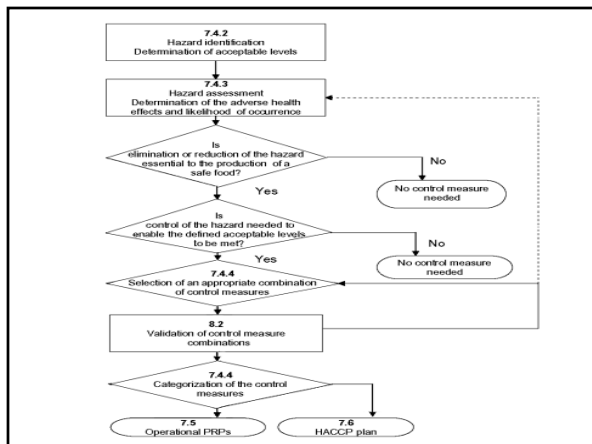 7.4.2
Hazard identification
Determination of acceptable levels
7.4.3
Hazard assessment
Determination of the adverse health
effects and likelihood of occurrence
Is
elimination or reduction of the hazard
essential to the production of a
safe food?
No
No control measure
needed
Yes
Is
control of the hazard needed to
enable the defined acceptable levels
to be met?
No
No control measure
needed
Yes
7.4.4
Selection of an appropriate combination
of control measures
8.2
Validation of control measure
combinations
7.4.4
Categorization of the control
measures
7.5
Operational PRPs
7.6
HACCP plan